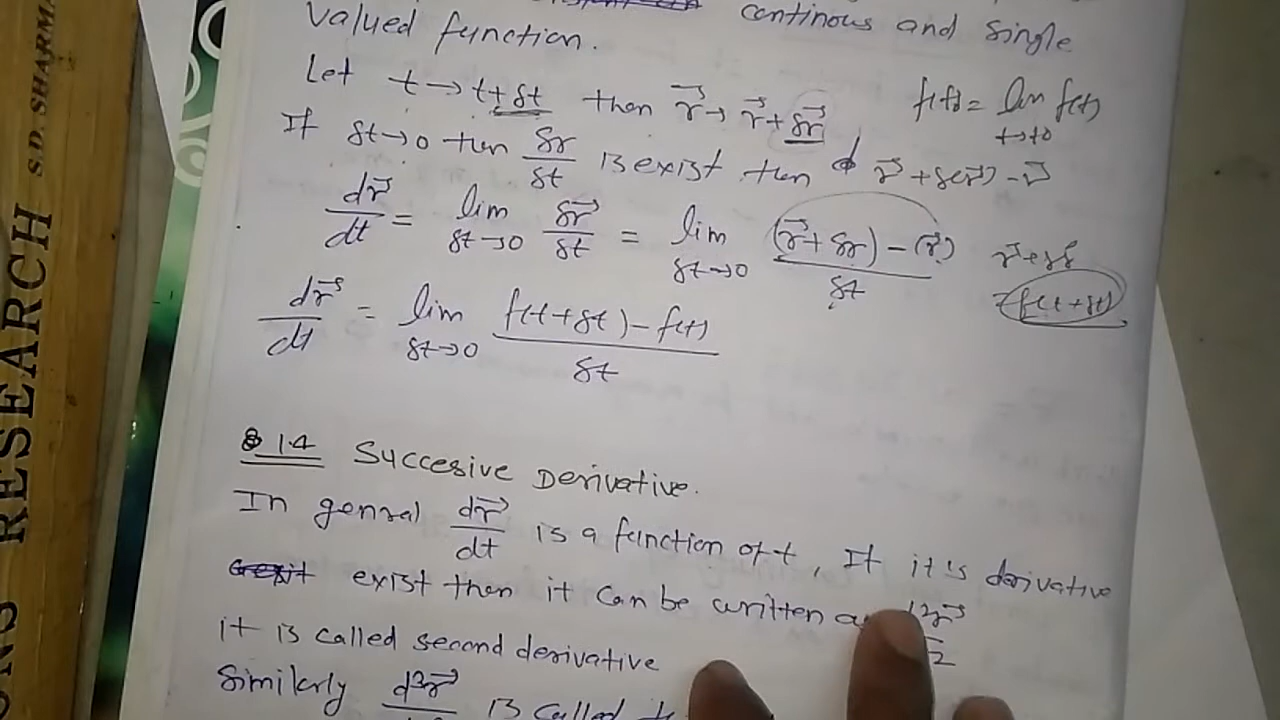 continous and single
valued function.
Let t → t+δt then r⃗ → r⃗ + δr⃗
f(t) = lim f(t)
t→t0
If δt→0 then δr/δt is exist then r⃗ + δ(r⃗) - r⃗
dr⃗/dt = lim δt→0 δr⃗/δt = lim δt→0 (r⃗ + δr) - (r⃗) / δt
= f(t + δt)
dr⃗/dt = lim δt→0 f(t+δt) - f(t) / δt
1.4 Succesive Derivative.
In genral dr⃗/dt is a function of t, If it's derivative
exist then it can be written as
it is called second derivative
Similarly d³r⃗ is called
S.D. SHARMA
RESEARCH